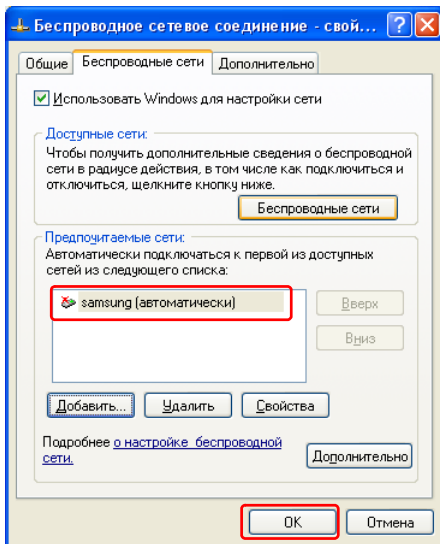 Беспроводное сетевое соединение - свой...
Общие Беспроводные сети Дополнительно
Использовать Windows для настройки сети
Доступные сети:
Чтобы получить дополнительные сведения о беспроводной
сети в радиусе действия, в том числе как подключиться и
отключиться, щелкните кнопку ниже.
Беспроводные сети
Предпочитаемые сети:
Автоматически подключаться к первой из доступных
сетей из следующего списка:
samsung (автоматически)
Вверх
Вниз
Добавить... Удалить Свойства
Подробнее о настройке беспроводной
сети.
Дополнительно
OK Отмена